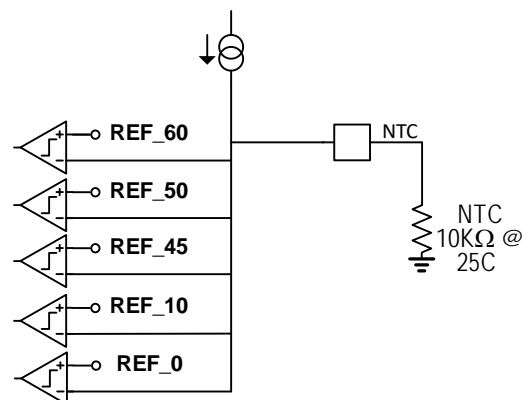 REF_60
NTC
REF_50
NTC
10KΩ @
25C
REF_45
REF_10
REF_0